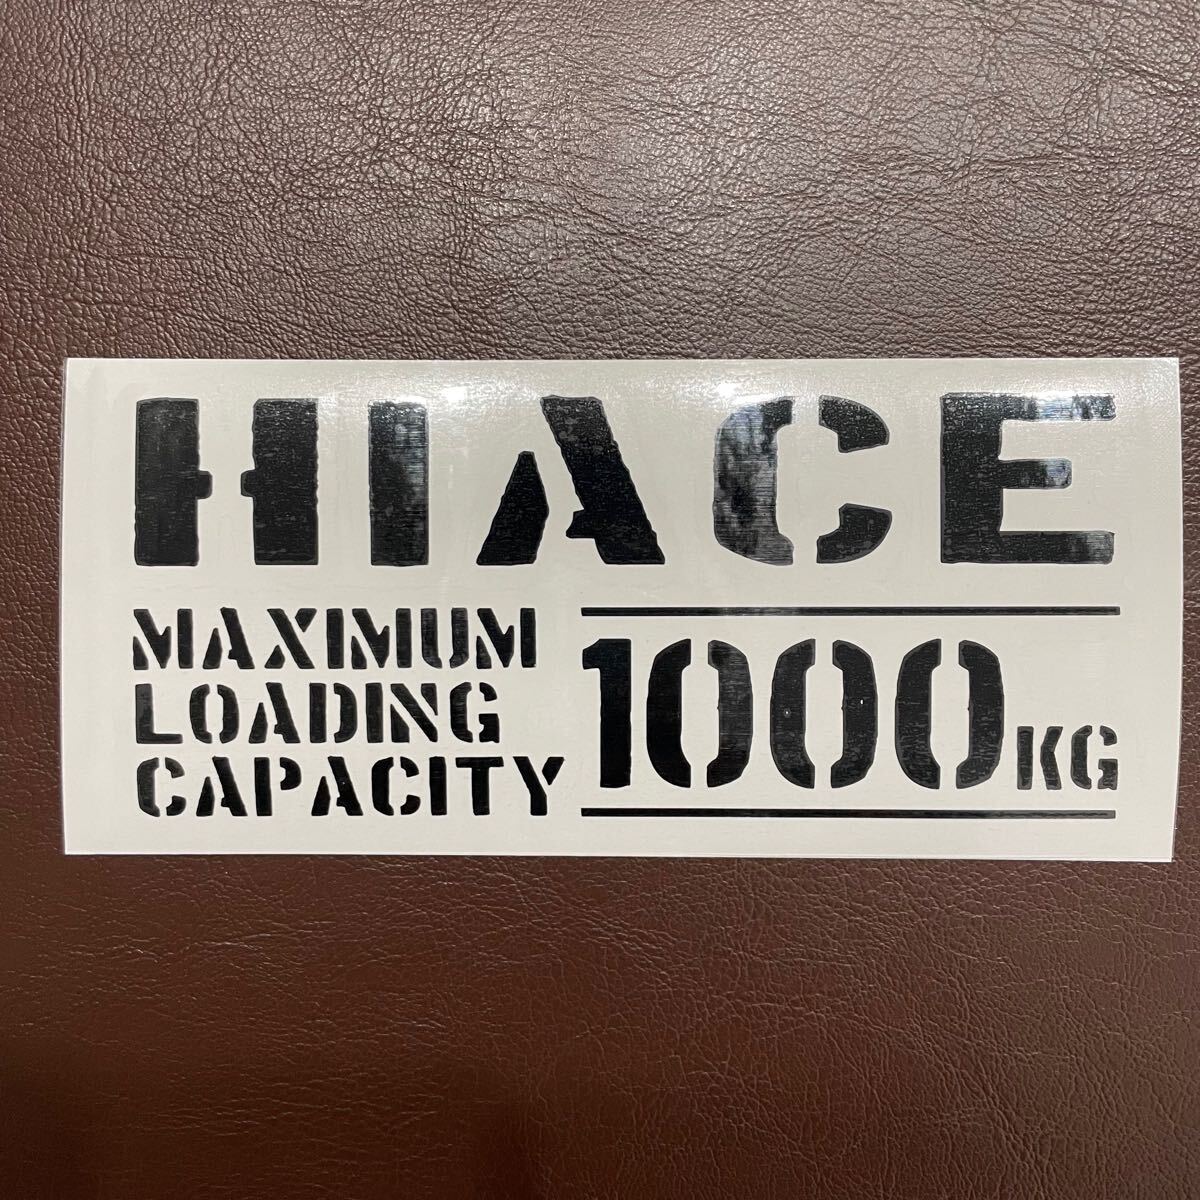 HIACE
MAXIMUM
LOADING
CAPACITY
1000KG